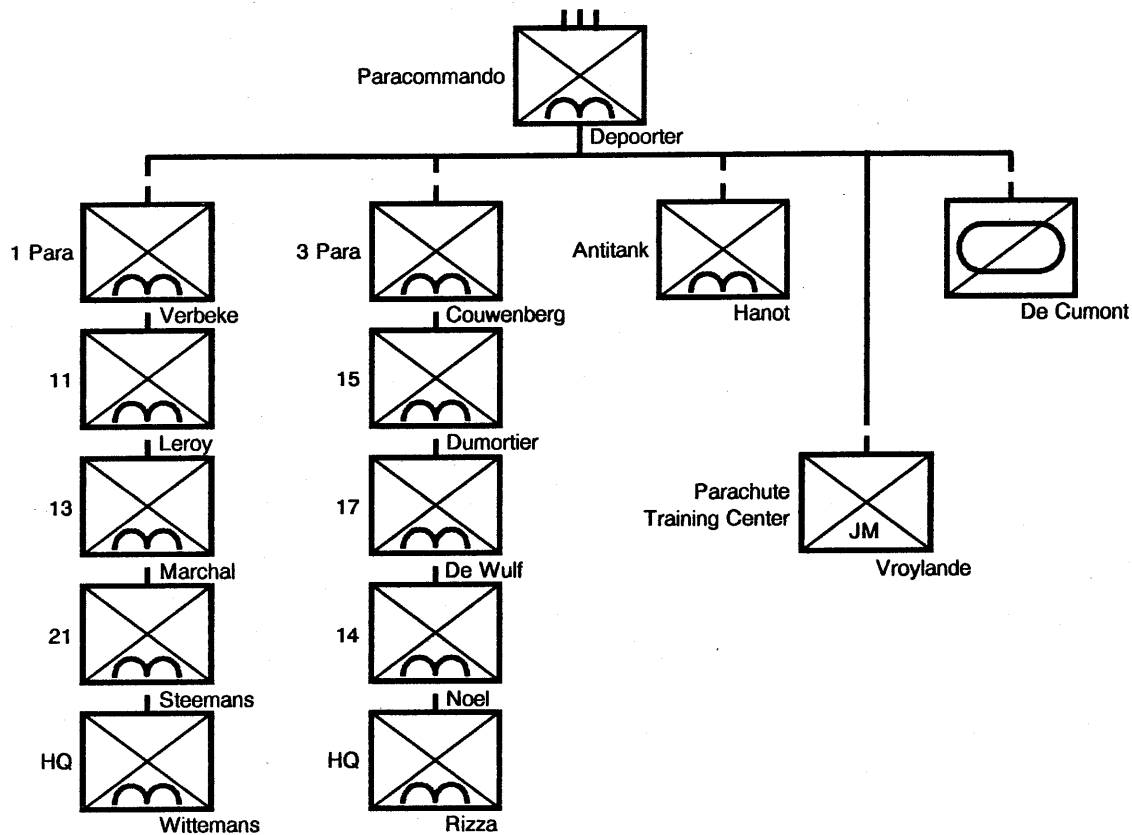 Paracommando
Depoorter
1 Para
Verbeke
11
Leroy
13
Marchal
21
Steemans
HQ
Wittemans
3 Para
Couwenberg
15
Dumortier
17
De Wulf
14
Noel
HQ
Rizza
Antitank
Hanot
Parachute
Training Center
JM
Vroylande
De Cumont